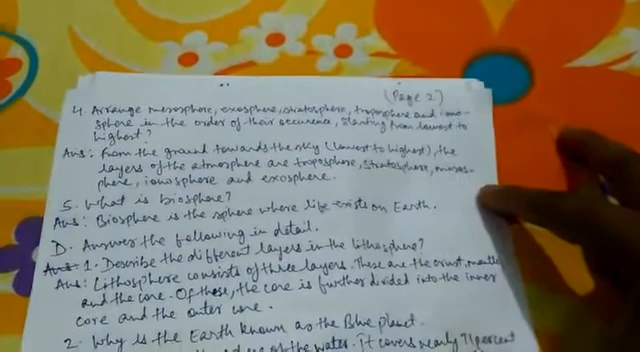 (Page 2)
4. Arrange mesosphere, exosphere, stratosphere, troposphere and iono-
sphere in the order of their occurence, starting from lowest to
highest?
Ans: From the ground towards the sky (lowest to highest), the
layers of the atmosphere are troposphere, stratosphere, mesos-
phere, ionosphere and exosphere.
5. What is biosphere?
Ans: Biosphere is the sphere where life exists on Earth.
D. Answer the following in detail.
1. Describe the different layers in the lithosphere?
Ans: Lithosphere consists of three layers. These are the crust, mantle
and the core. Of these, the core is further divided into the inner
core and the outer core.
2. Why is the Earth known as the Blue planet.
of the water. It covers nearly 71 percent